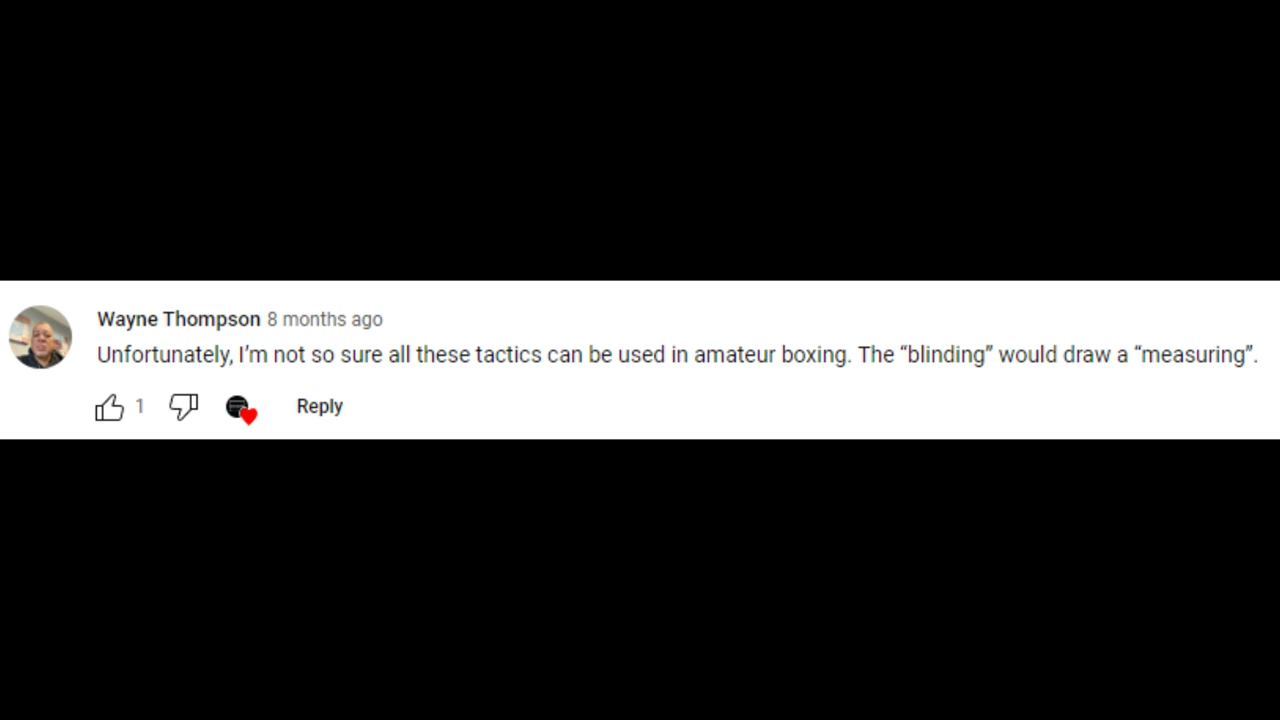 Wayne Thompson 8 months ago
Unfortunately, I’m not so sure all these tactics can be used in amateur boxing. The “blinding” would draw a “measuring”.
1 Reply